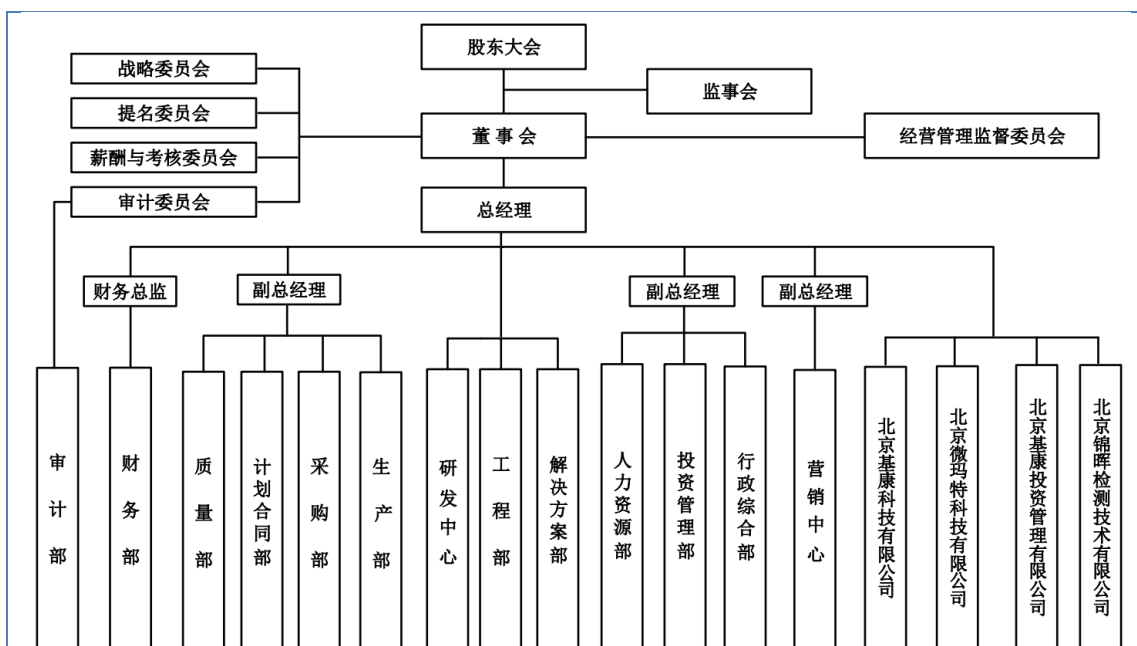 股东大会
战略委员会
监事会
提名委员会
董事会
经营管理监督委员会
薪酬与考核委员会
审计委员会
总经理
财务总监
副总经理
副总经理
副总经理
审计部
财务部
质量部
计划合同部
采购部
生产部
研发中心
工程部
解决方案部
人力资源部
投资管理部
行政综合部
营销中心
北京基康科技有限公司
北京微玛特科技有限公司
北京基康投资管理有限公司
北京锦晖检测技术有限公司